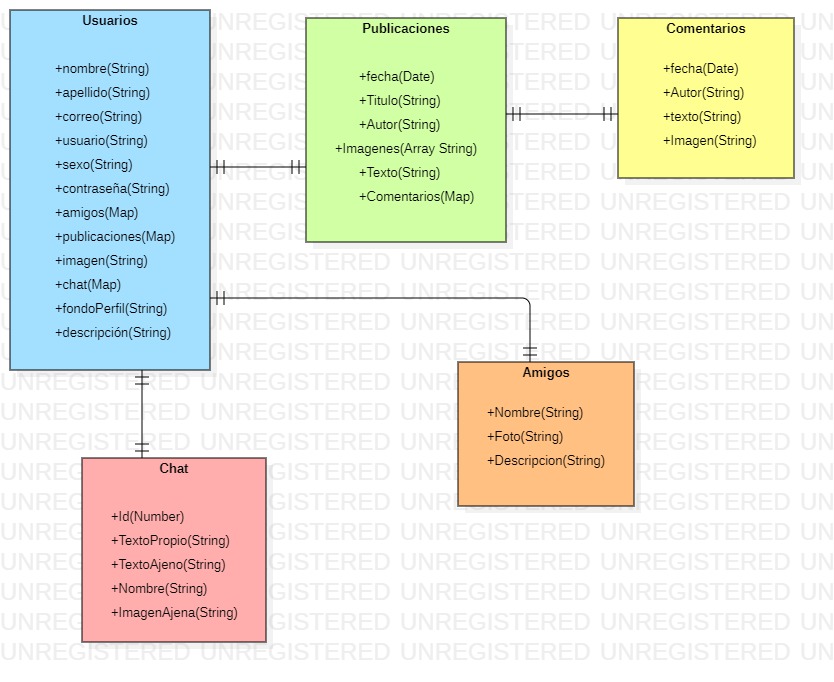 Usuarios
+nombre(String)
+apellido(String)
+correo(String)
+usuario(String)
+sexo(String)
+contraseña(String)
+amigos(Map)
+publicaciones(Map)
+imagen(String)
+chat(Map)
+fondoPerfil(String)
+descripción(String)
Publicaciones
+fecha(Date)
+Titulo(String)
+Autor(String)
+Imagenes(Array String)
+Texto(String)
+Comentarios(Map)
Comentarios
+fecha(Date)
+Autor(String)
+texto(String)
+Imagen(String)
Amigos
+Nombre(String)
+Foto(String)
+Descripcion(String)
Chat
+Id(Number)
+TextoPropio(String)
+TextoAjeno(String)
+Nombre(String)
+ImagenAjena(String)
UNREGISTERED